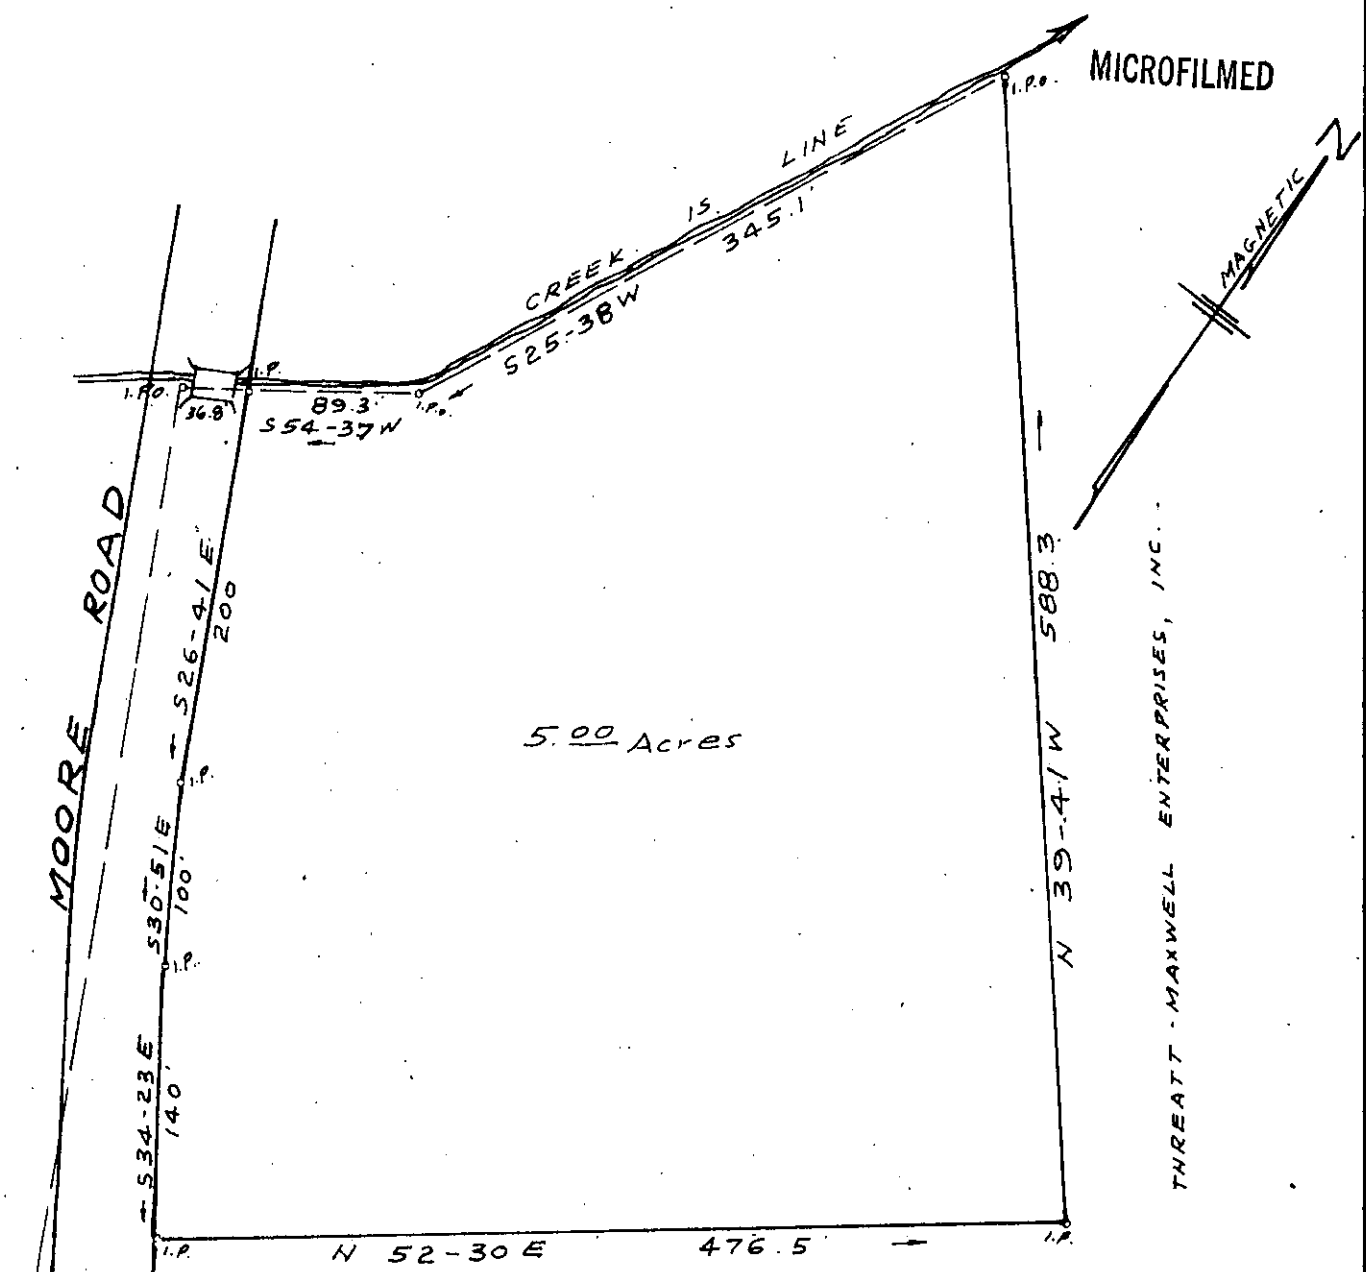 MICROFILMED
I.P.O.
LINE
IS.
CREEK
345.1'
S25-38W
MAGNETIC
N
I.P.O.
I.P.
36.8'
89.3'
I.P.O.
S54-37W
MOORE ROAD
S26-41E
200
I.P.
S30-51E
100'
I.P.
S34-23E
140'
5.00 Acres
N 39-41 W 588.3
THREATT-MAXWELL ENTERPRISES, INC.
I.P.
N 52-30 E 476.5'
I.P.